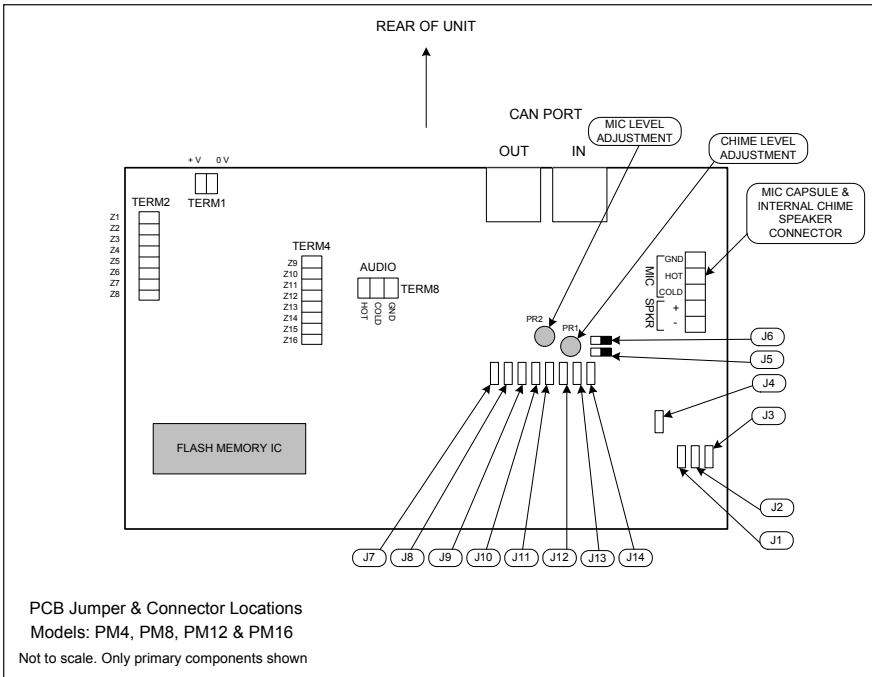 REAR OF UNIT
CAN PORT
OUT
IN
MIC LEVEL
ADJUSTMENT
CHIME LEVEL
ADJUSTMENT
MIC CAPSULE &
INTERNAL CHIME
SPEAKER
CONNECTOR
+ V
0 V
TERM1
TERM2
Z1
Z2
Z3
Z4
Z5
Z6
Z7
Z8
TERM4
Z9
Z10
Z11
Z12
Z13
Z14
Z15
Z16
AUDIO
TERM8
HOT
COLD
GND
MIC
GND
HOT
COLD
SPKR
+
-
PR2
PR1
J6
J5
J4
J3
J2
J1
FLASH MEMORY IC
J7
J8
J9
J10
J11
J12
J13
J14
PCB Jumper & Connector Locations
Models: PM4, PM8, PM12 & PM16
Not to scale. Only primary components shown